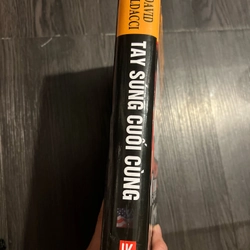 DAVID
BALDACCI
TAY SÚNG CUỐI CÙNG